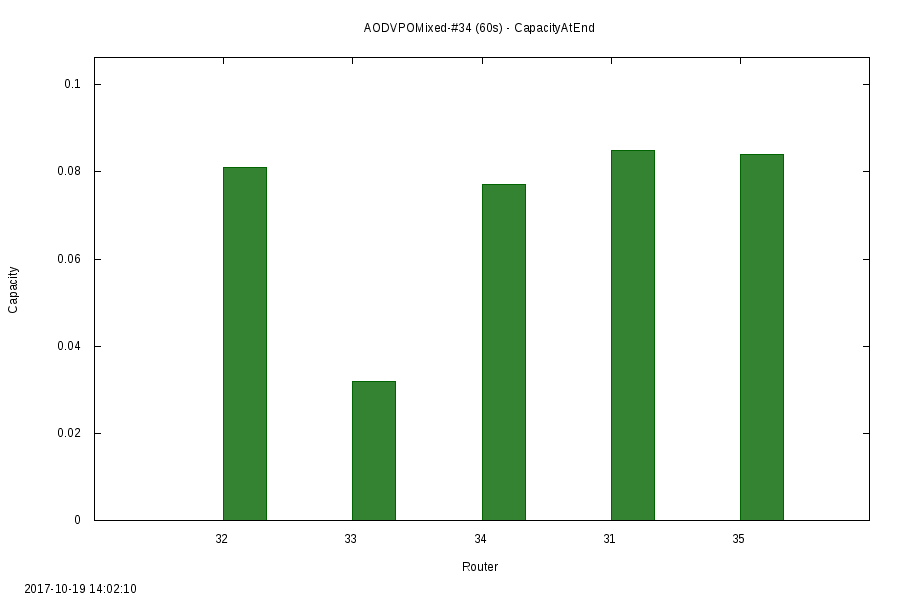 AODVPOMixed-#34 (60s) - CapacityAtEnd
0.1
0.08
0.06
0.04
0.02
0
Capacity
32 33 34 31 35
Router
2017-10-19 14:02:10